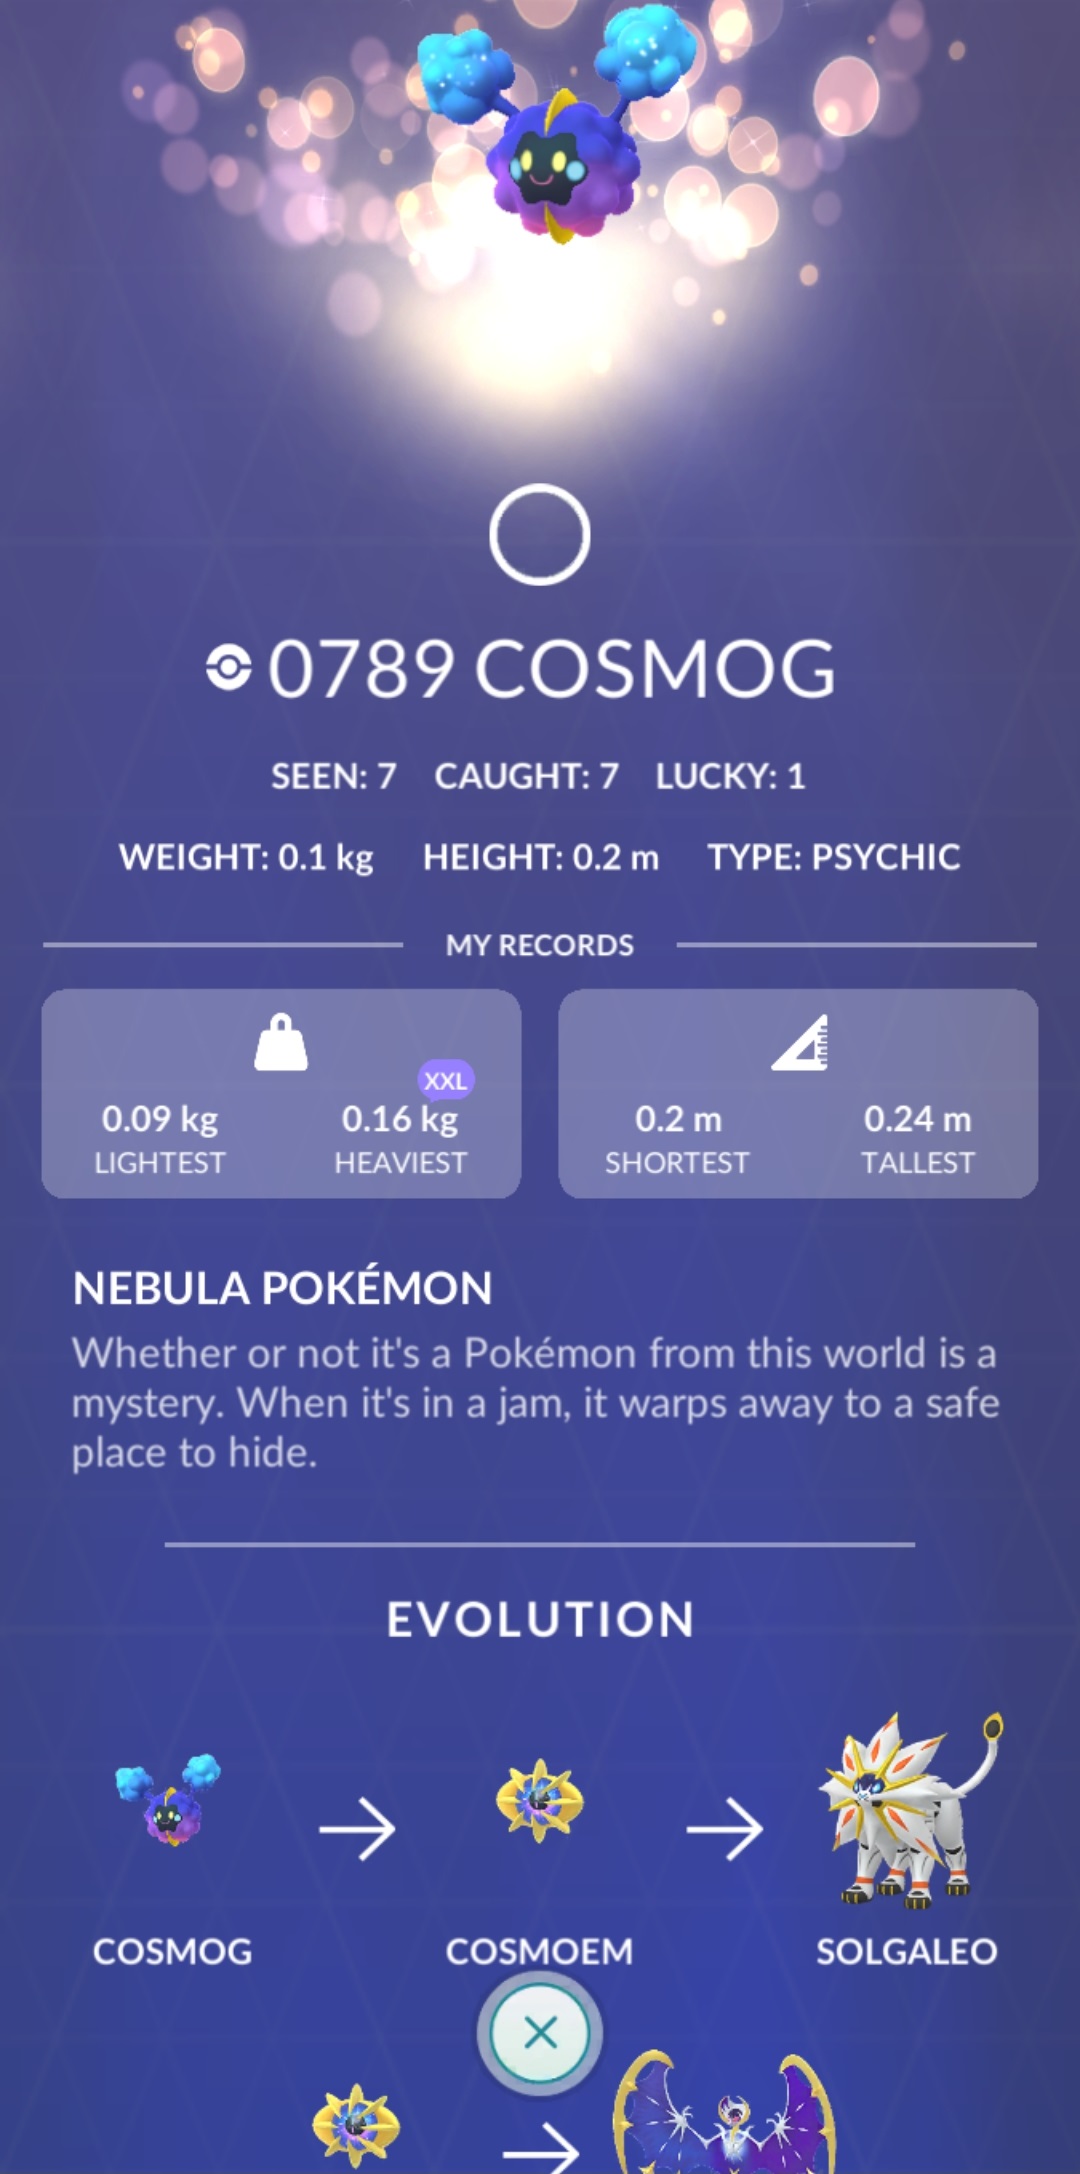 0789 COSMOG
SEEN: 7 CAUGHT: 7 LUCKY: 1
WEIGHT: 0.1 kg HEIGHT: 0.2 m TYPE: PSYCHIC
MY RECORDS
XXL
0.09 kg 0.16 kg 0.2 m 0.24 m
LIGHTEST HEAVIEST SHORTEST TALLEST
NEBULA POKÉMON
Whether or not it's a Pokémon from this world is a
mystery. When it's in a jam, it warps away to a safe
place to hide.
EVOLUTION
COSMOG COSMOEM SOLGALEO